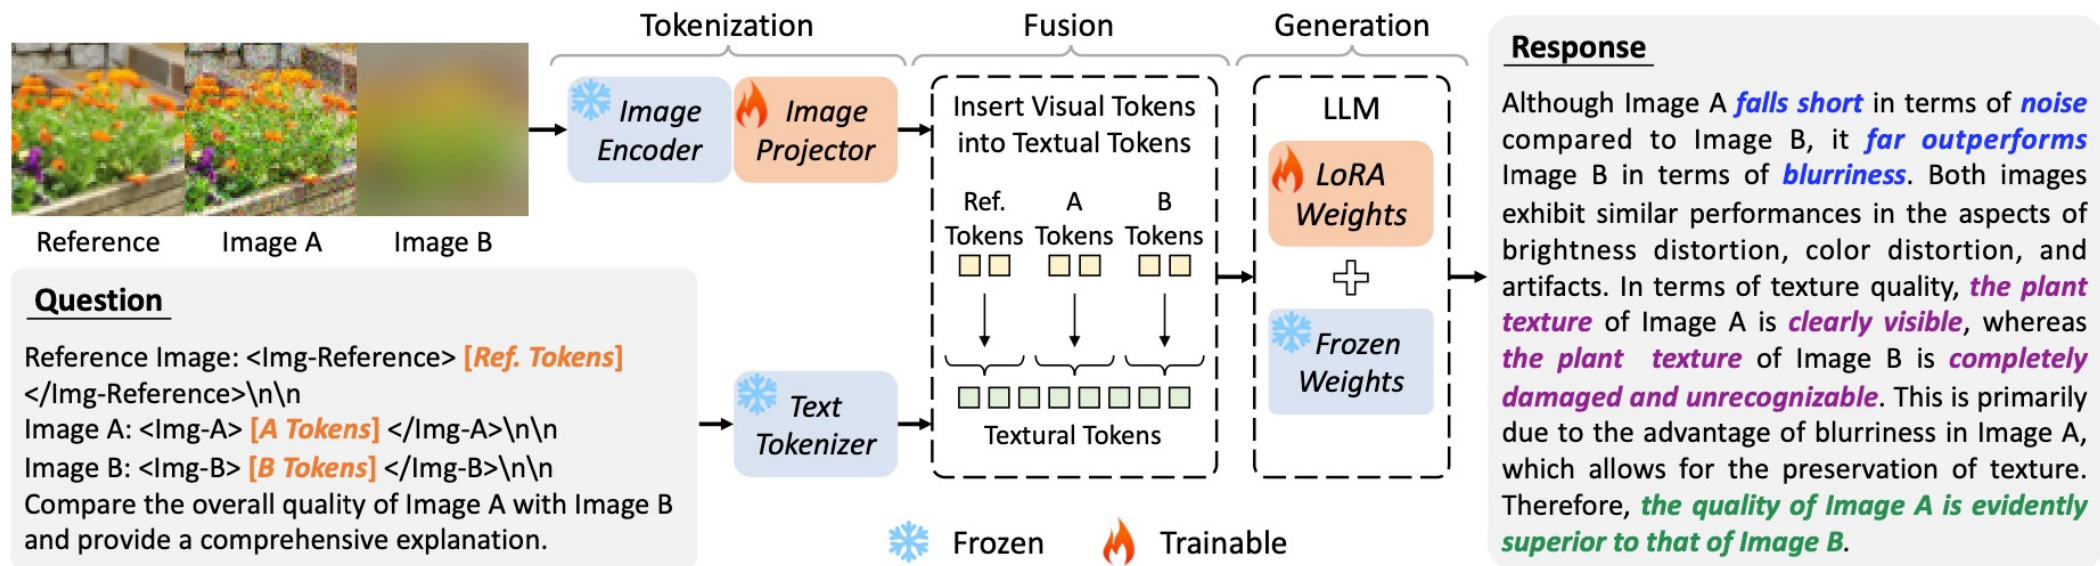 Tokenization
Fusion
Generation
Reference
Image A
Image B
Image
Encoder
Image
Projector
Question
Reference Image: <Img-Reference> [Ref. Tokens]
</Img-Reference>\n\n
Image A: <Img-A> [A Tokens] </Img-A>\n\n
Image B: <Img-B> [B Tokens] </Img-B>\n\n
Compare the overall quality of Image A with Image B
and provide a comprehensive explanation.
Text
Tokenizer
Insert Visual Tokens
into Textual Tokens
Ref.
Tokens
A
Tokens
B
Tokens
Textural Tokens
LLM
LoRA
Weights
Frozen
Weights
Frozen
Trainable
Response
Although Image A falls short in terms of noise
compared to Image B, it far outperforms
Image B in terms of blurriness. Both images
exhibit similar performances in the aspects of
brightness distortion, color distortion, and
artifacts. In terms of texture quality, the plant
texture of Image A is clearly visible, whereas
the plant texture of Image B is completely
damaged and unrecognizable. This is primarily
due to the advantage of blurriness in Image A,
which allows for the preservation of texture.
Therefore, the quality of Image A is evidently
superior to that of Image B.